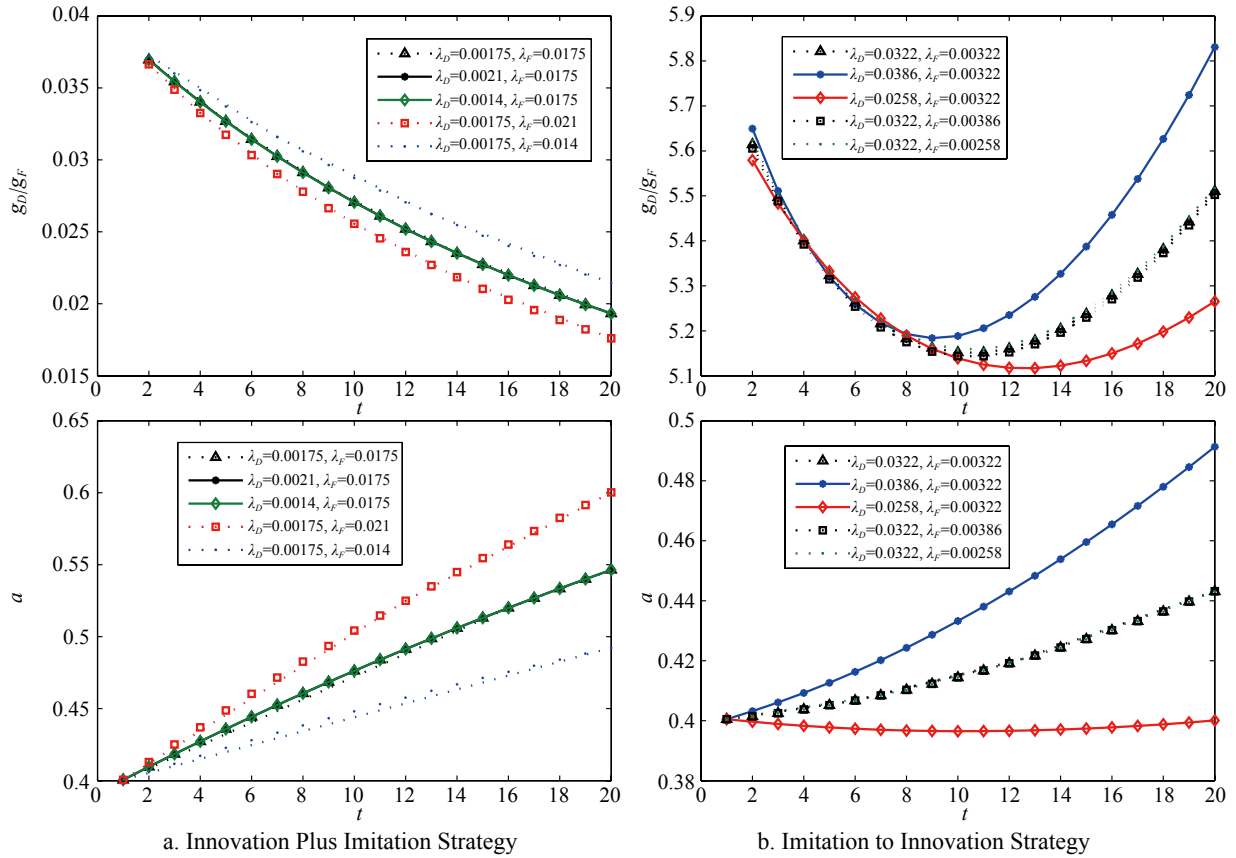 0.04
0.035
0.03
0.025
0.02
0.015
g_D/g_F
0 2 4 6 8 10 12 14 16 18 20
t
λ_D=0.00175, λ_F=0.0175
λ_D=0.0021, λ_F=0.0175
λ_D=0.0014, λ_F=0.0175
λ_D=0.00175, λ_F=0.021
λ_D=0.00175, λ_F=0.014
5.9
5.8
5.7
5.6
5.5
5.4
5.3
5.2
5.1
g_D/g_F
0 2 4 6 8 10 12 14 16 18 20
t
λ_D=0.0322, λ_F=0.00322
λ_D=0.0386, λ_F=0.00322
λ_D=0.0258, λ_F=0.00322
λ_D=0.0322, λ_F=0.00386
λ_D=0.0322, λ_F=0.00258
0.65
0.6
0.55
0.5
0.45
0.4
a
0 2 4 6 8 10 12 14 16 18 20
t
λ_D=0.00175, λ_F=0.0175
λ_D=0.0021, λ_F=0.0175
λ_D=0.0014, λ_F=0.0175
λ_D=0.00175, λ_F=0.021
λ_D=0.00175, λ_F=0.014
a. Innovation Plus Imitation Strategy
0.5
0.48
0.46
0.44
0.42
0.4
0.38
a
0 2 4 6 8 10 12 14 16 18 20
t
λ_D=0.0322, λ_F=0.00322
λ_D=0.0386, λ_F=0.00322
λ_D=0.0258, λ_F=0.00322
λ_D=0.0322, λ_F=0.00386
λ_D=0.0322, λ_F=0.00258
b. Imitation to Innovation Strategy